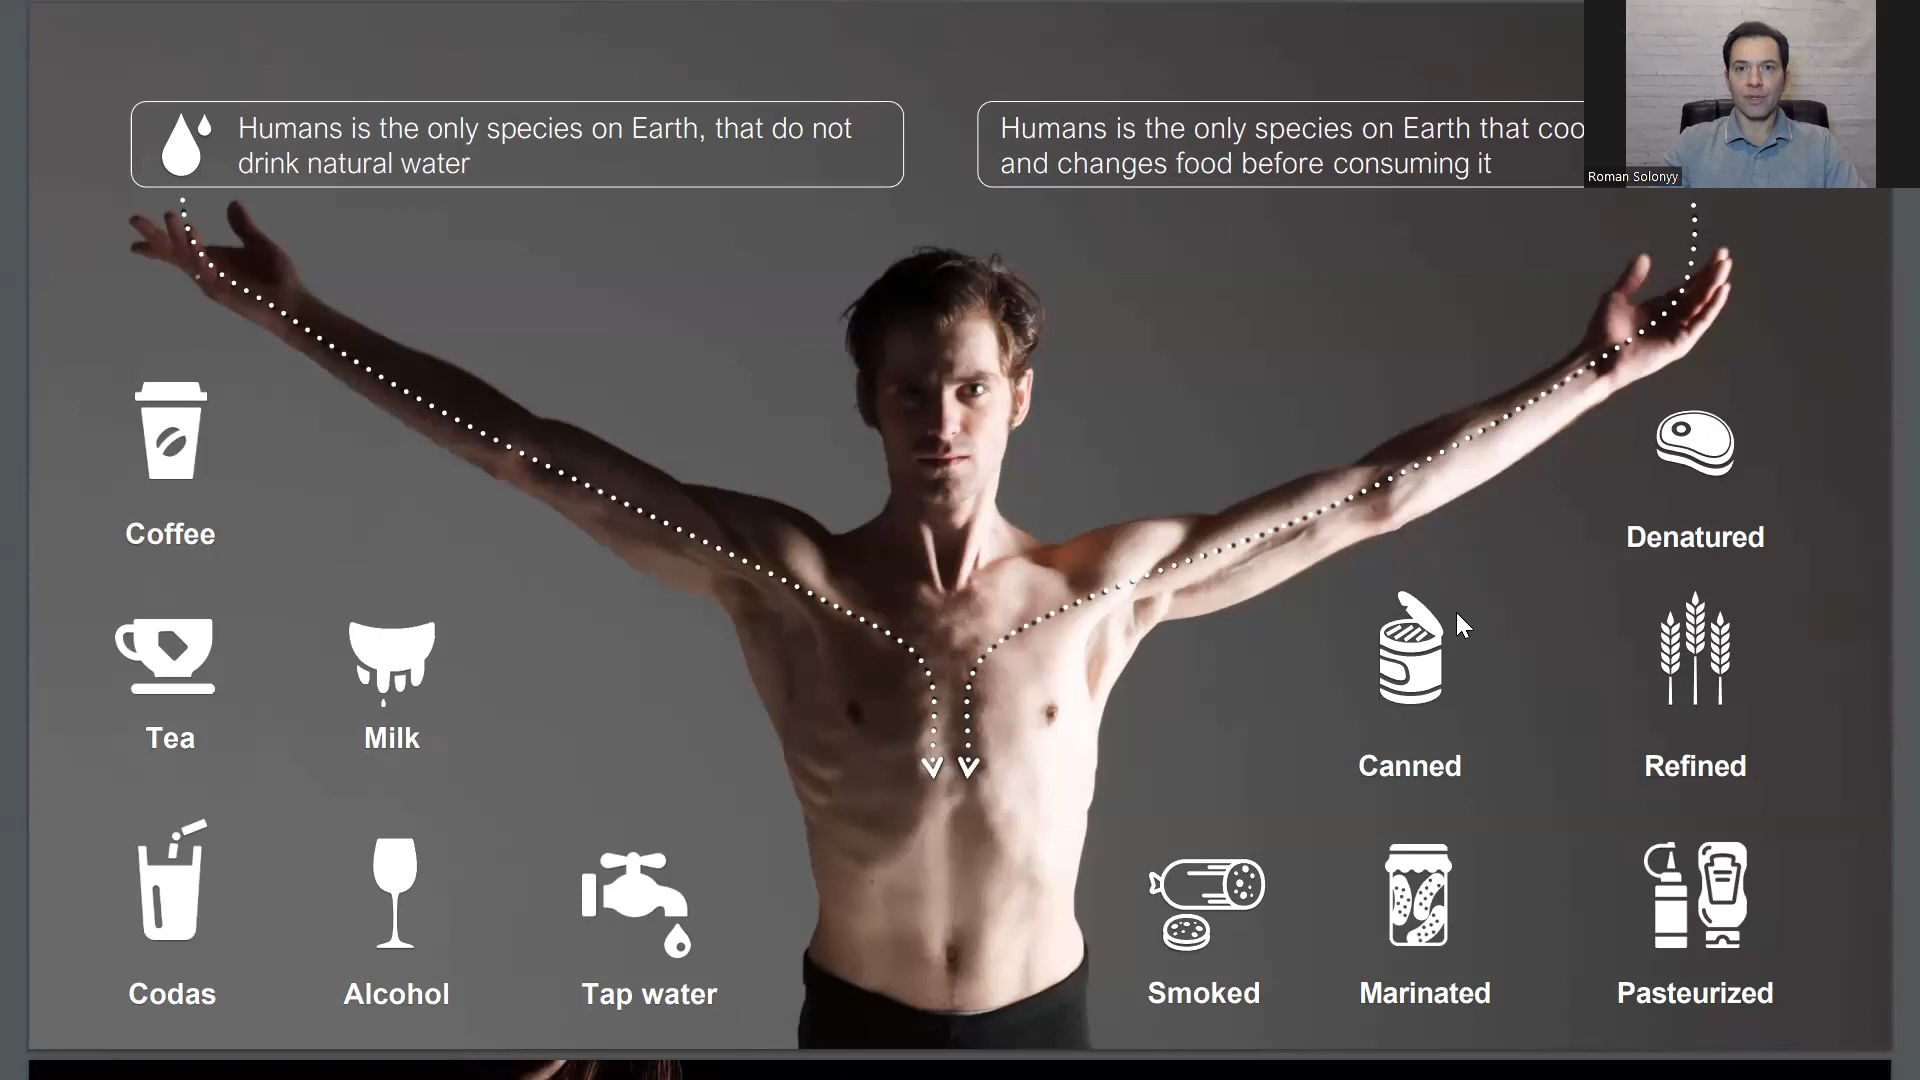 Humans is the only species on Earth, that do not
drink natural water
Humans is the only species on Earth that
and changes food before consuming it
Roman Solonyy
Coffee
Denatured
Tea
Milk
Canned
Refined
Codas
Alcohol
Tap water
Smoked
Marinated
Pasteurized